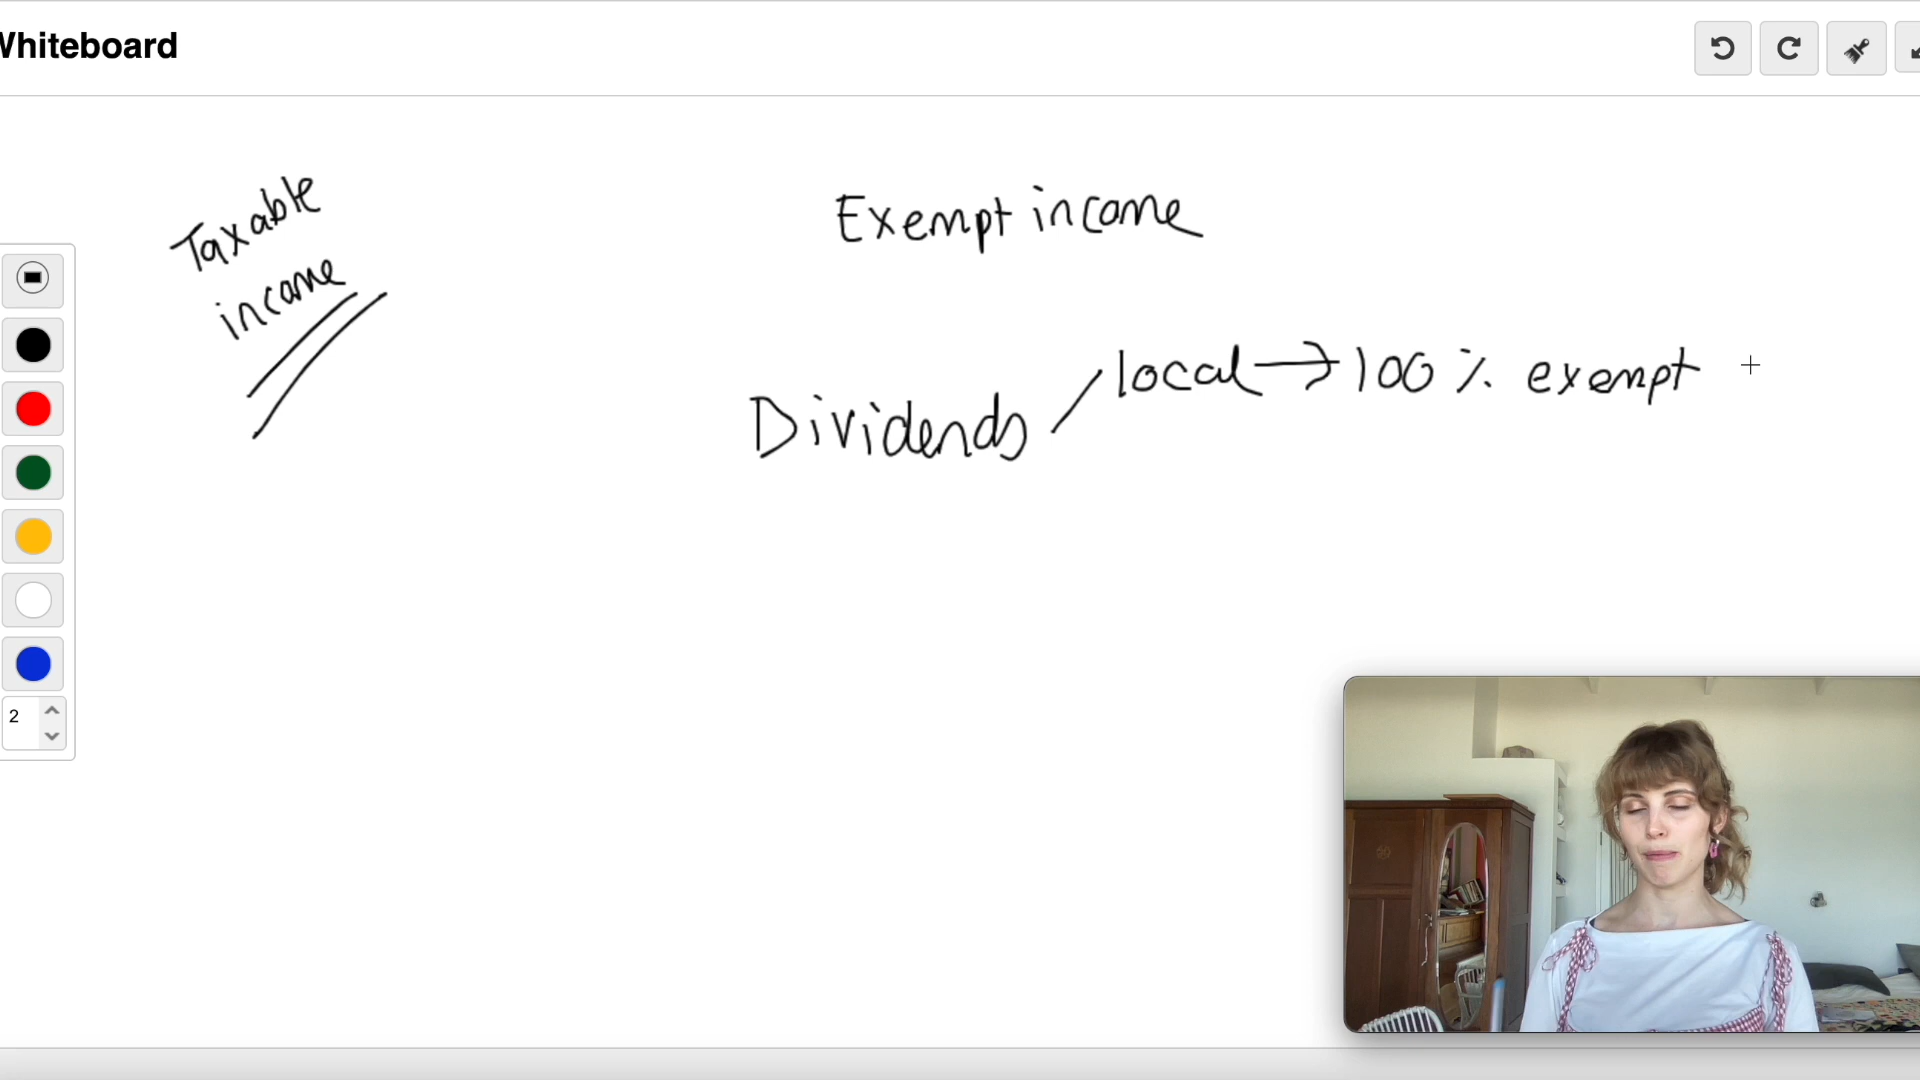 Whiteboard
Taxable
income
Exempt income
Dividends
local → 100 % exempt
2